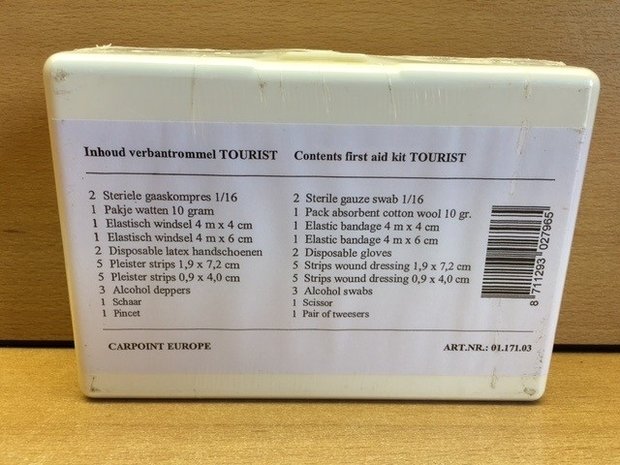 Inhoud verbantrommel TOURIST
2 Steriele gaaskompres 1/16
1 Pakje watten 10 gram
1 Elastisch windsel 4 m x 4 cm
1 Elastisch windsel 4 m x 6 cm
2 Disposable latex handschoenen
5 Pleister strips 1,9 x 7,2 cm
5 Pleister strips 0,9 x 4,0 cm
3 Alcohol deppers
1 Schaar
1 Pincet
Contents first aid kit TOURIST
2 Sterile gauze swab 1/16
1 Pack absorbent cotton wool 10 gr.
1 Elastic bandage 4 m x 4 cm
1 Elastic bandage 4 m x 6 cm
2 Disposable gloves
5 Strips wound dressing 1,9 x 7,2 cm
5 Strips wound dressing 0,9 x 4,0 cm
3 Alcohol swabs
1 Scissor
1 Pair of tweesers
8 711293 027965
CARPOINT EUROPE
ART.NR.: 01.171.03